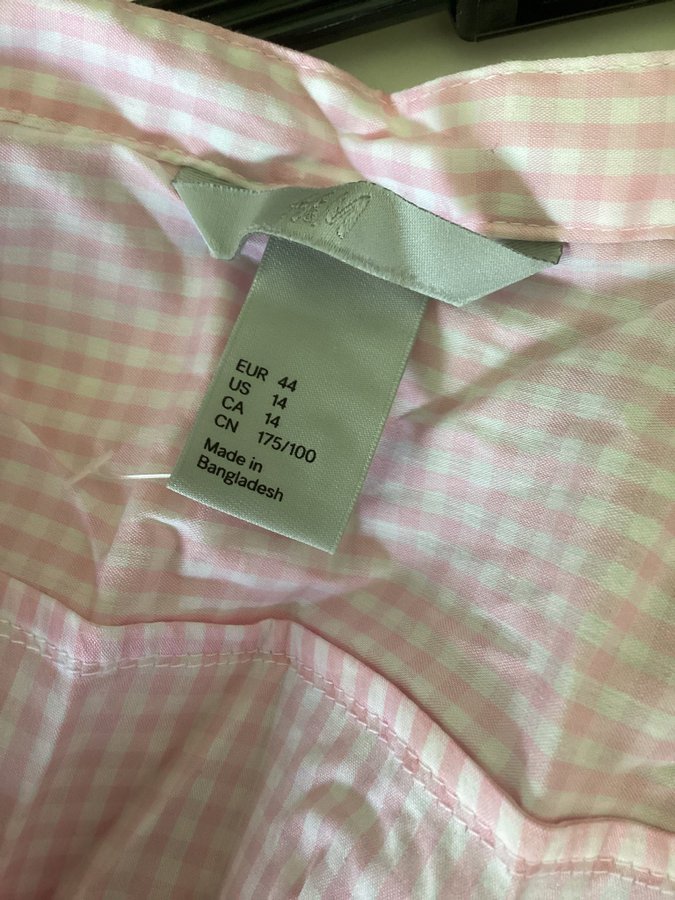 H&M
EUR 44
US 14
CA 14
CN 175/100
Made in
Bangladesh